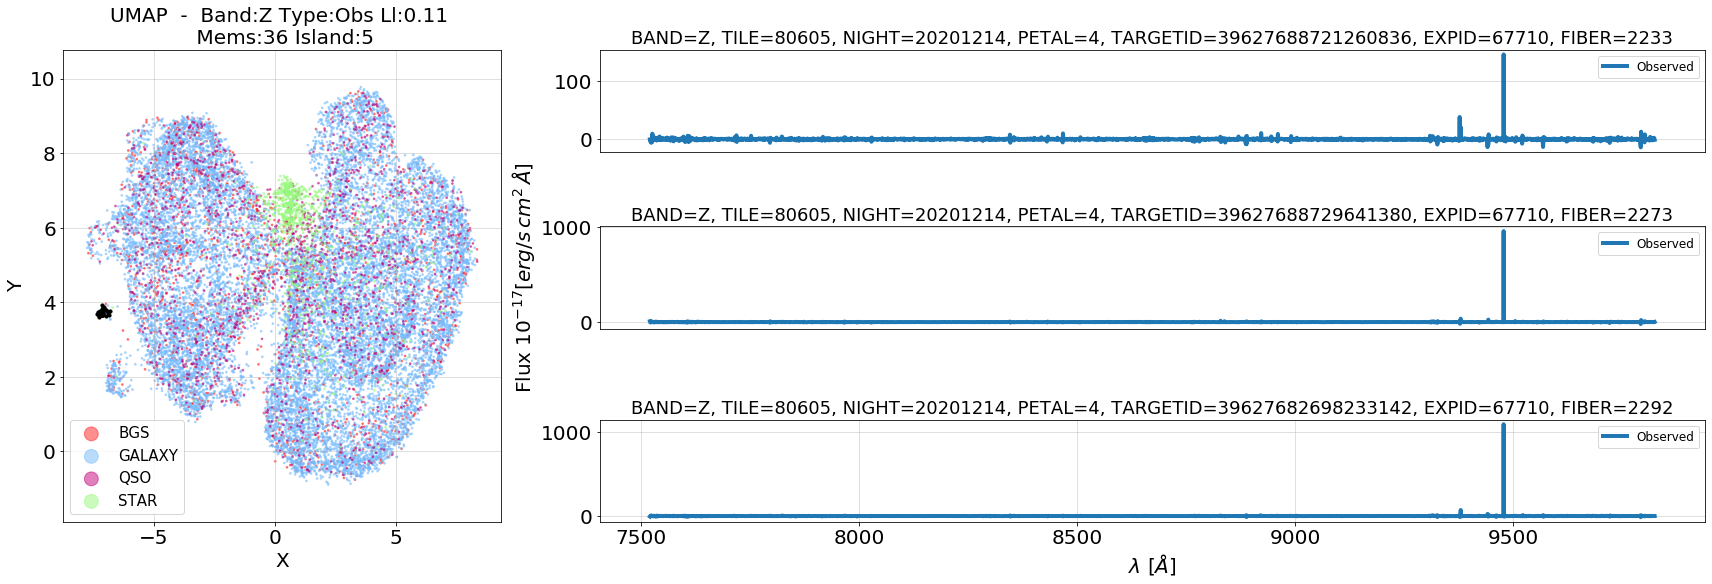 UMAP  -  Band:Z Type:Obs Ll:0.11
Mems:36 Island:5
10
8
6
4
2
0
Y
−5
0
5
X
BGS
GALAXY
QSO
STAR
Flux 10⁻¹⁷[erg/s cm² Å]
BAND=Z, TILE=80605, NIGHT=20201214, PETAL=4, TARGETID=39627688721260836, EXPID=67710, FIBER=2233
100
0
Observed
BAND=Z, TILE=80605, NIGHT=20201214, PETAL=4, TARGETID=39627688729641380, EXPID=67710, FIBER=2273
1000
0
Observed
BAND=Z, TILE=80605, NIGHT=20201214, PETAL=4, TARGETID=39627682698233142, EXPID=67710, FIBER=2292
1000
0
Observed
7500
8000
8500
9000
9500
λ [Å]